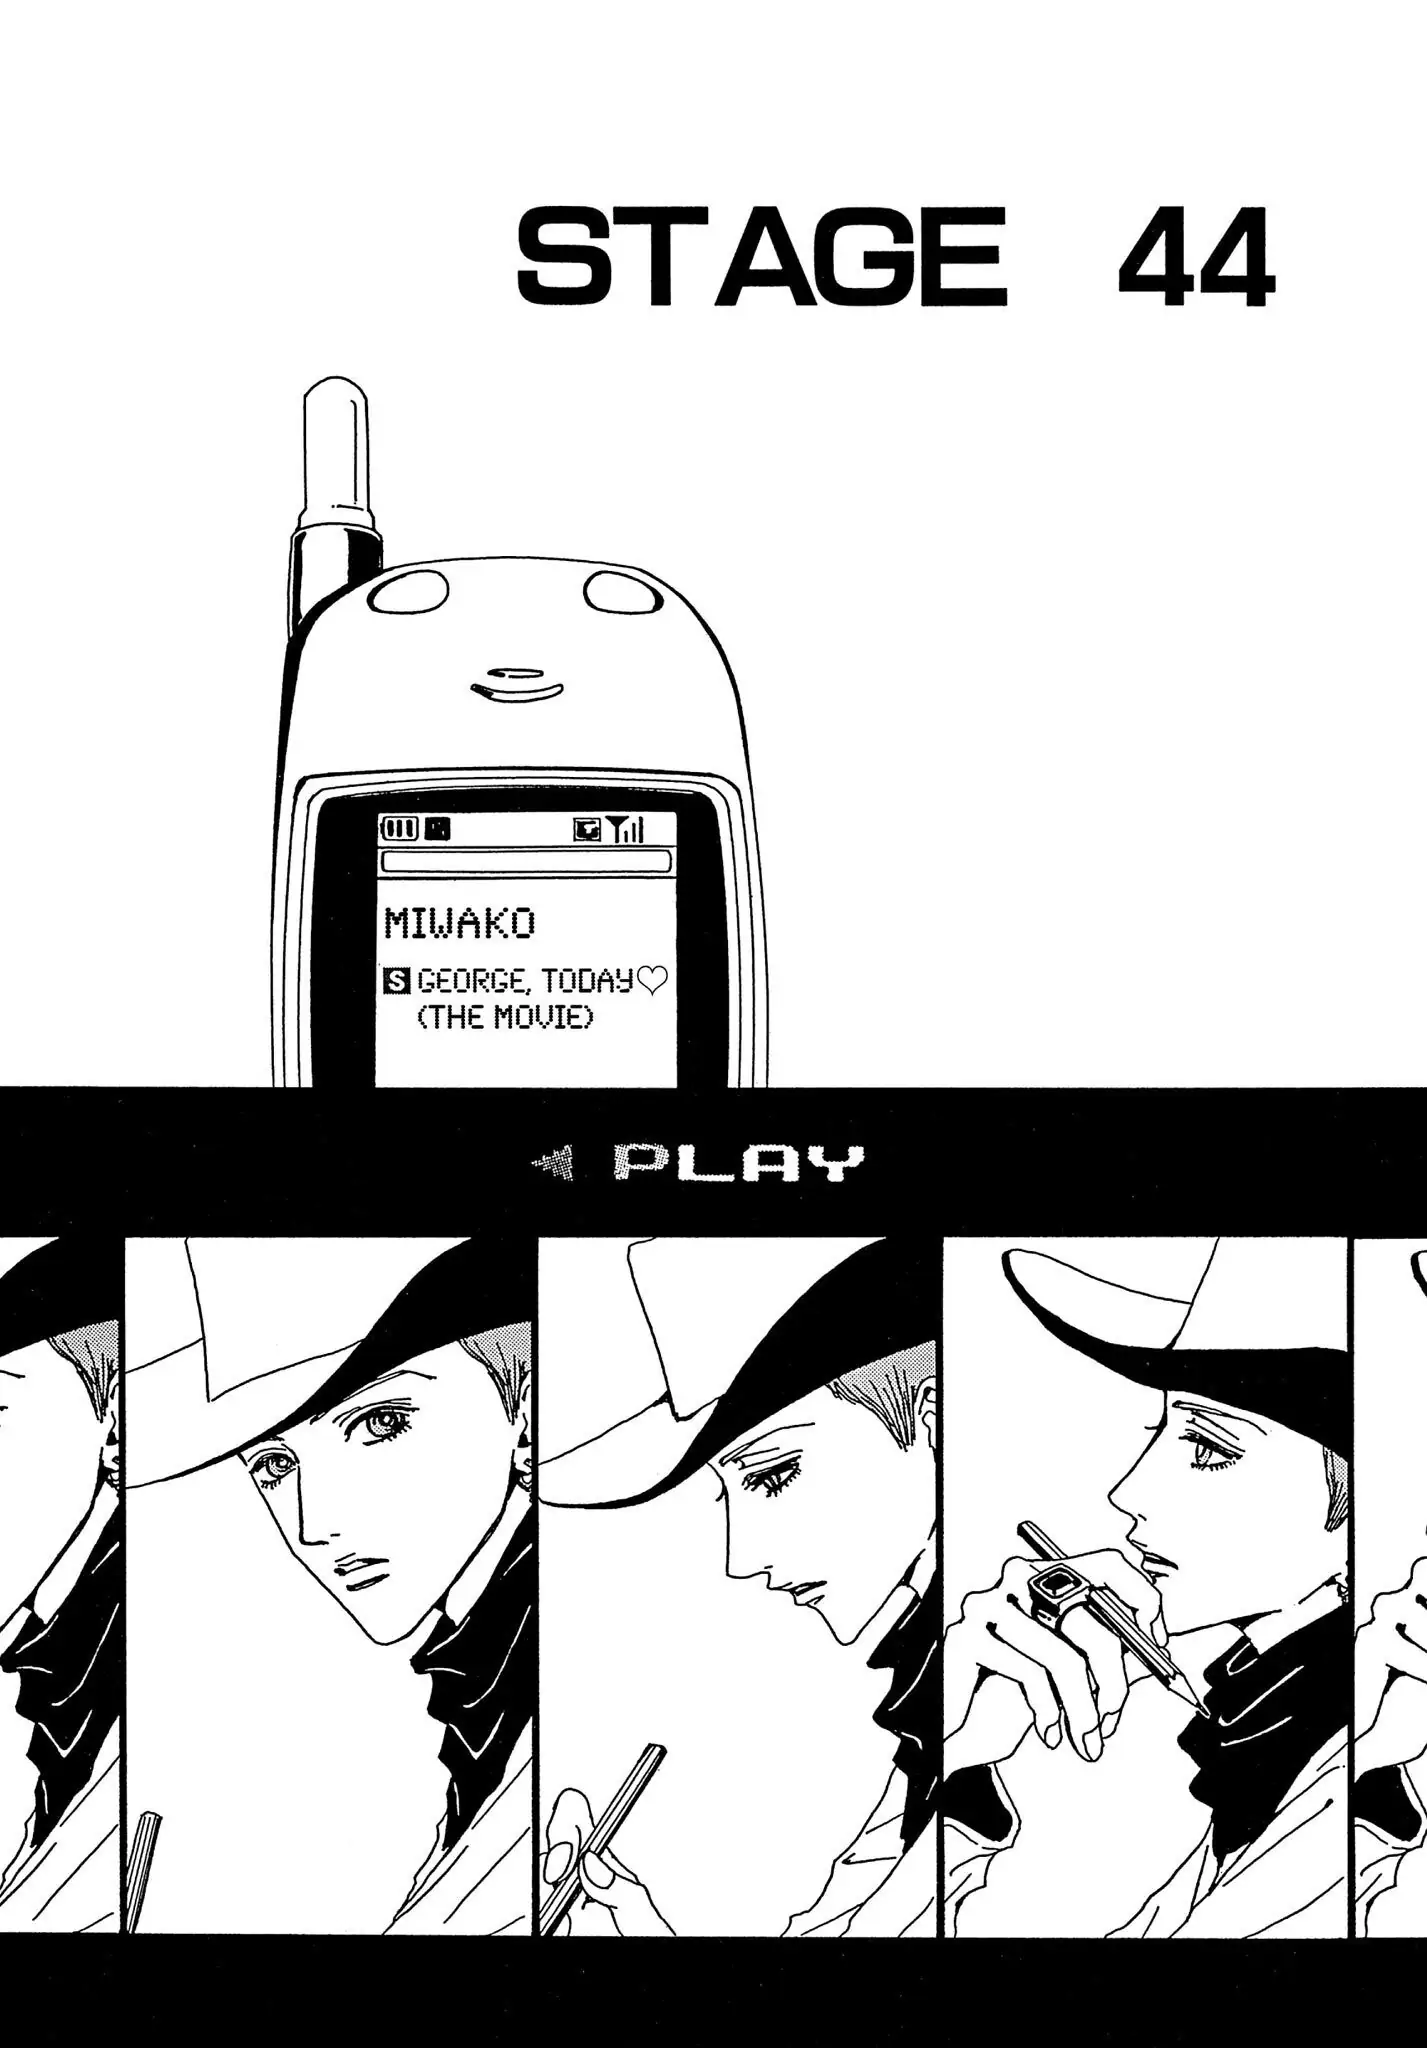 STAGE 44
MIWAKO
S GEORGE, TODAY♡
(THE MOVIE)
◀ PLAY